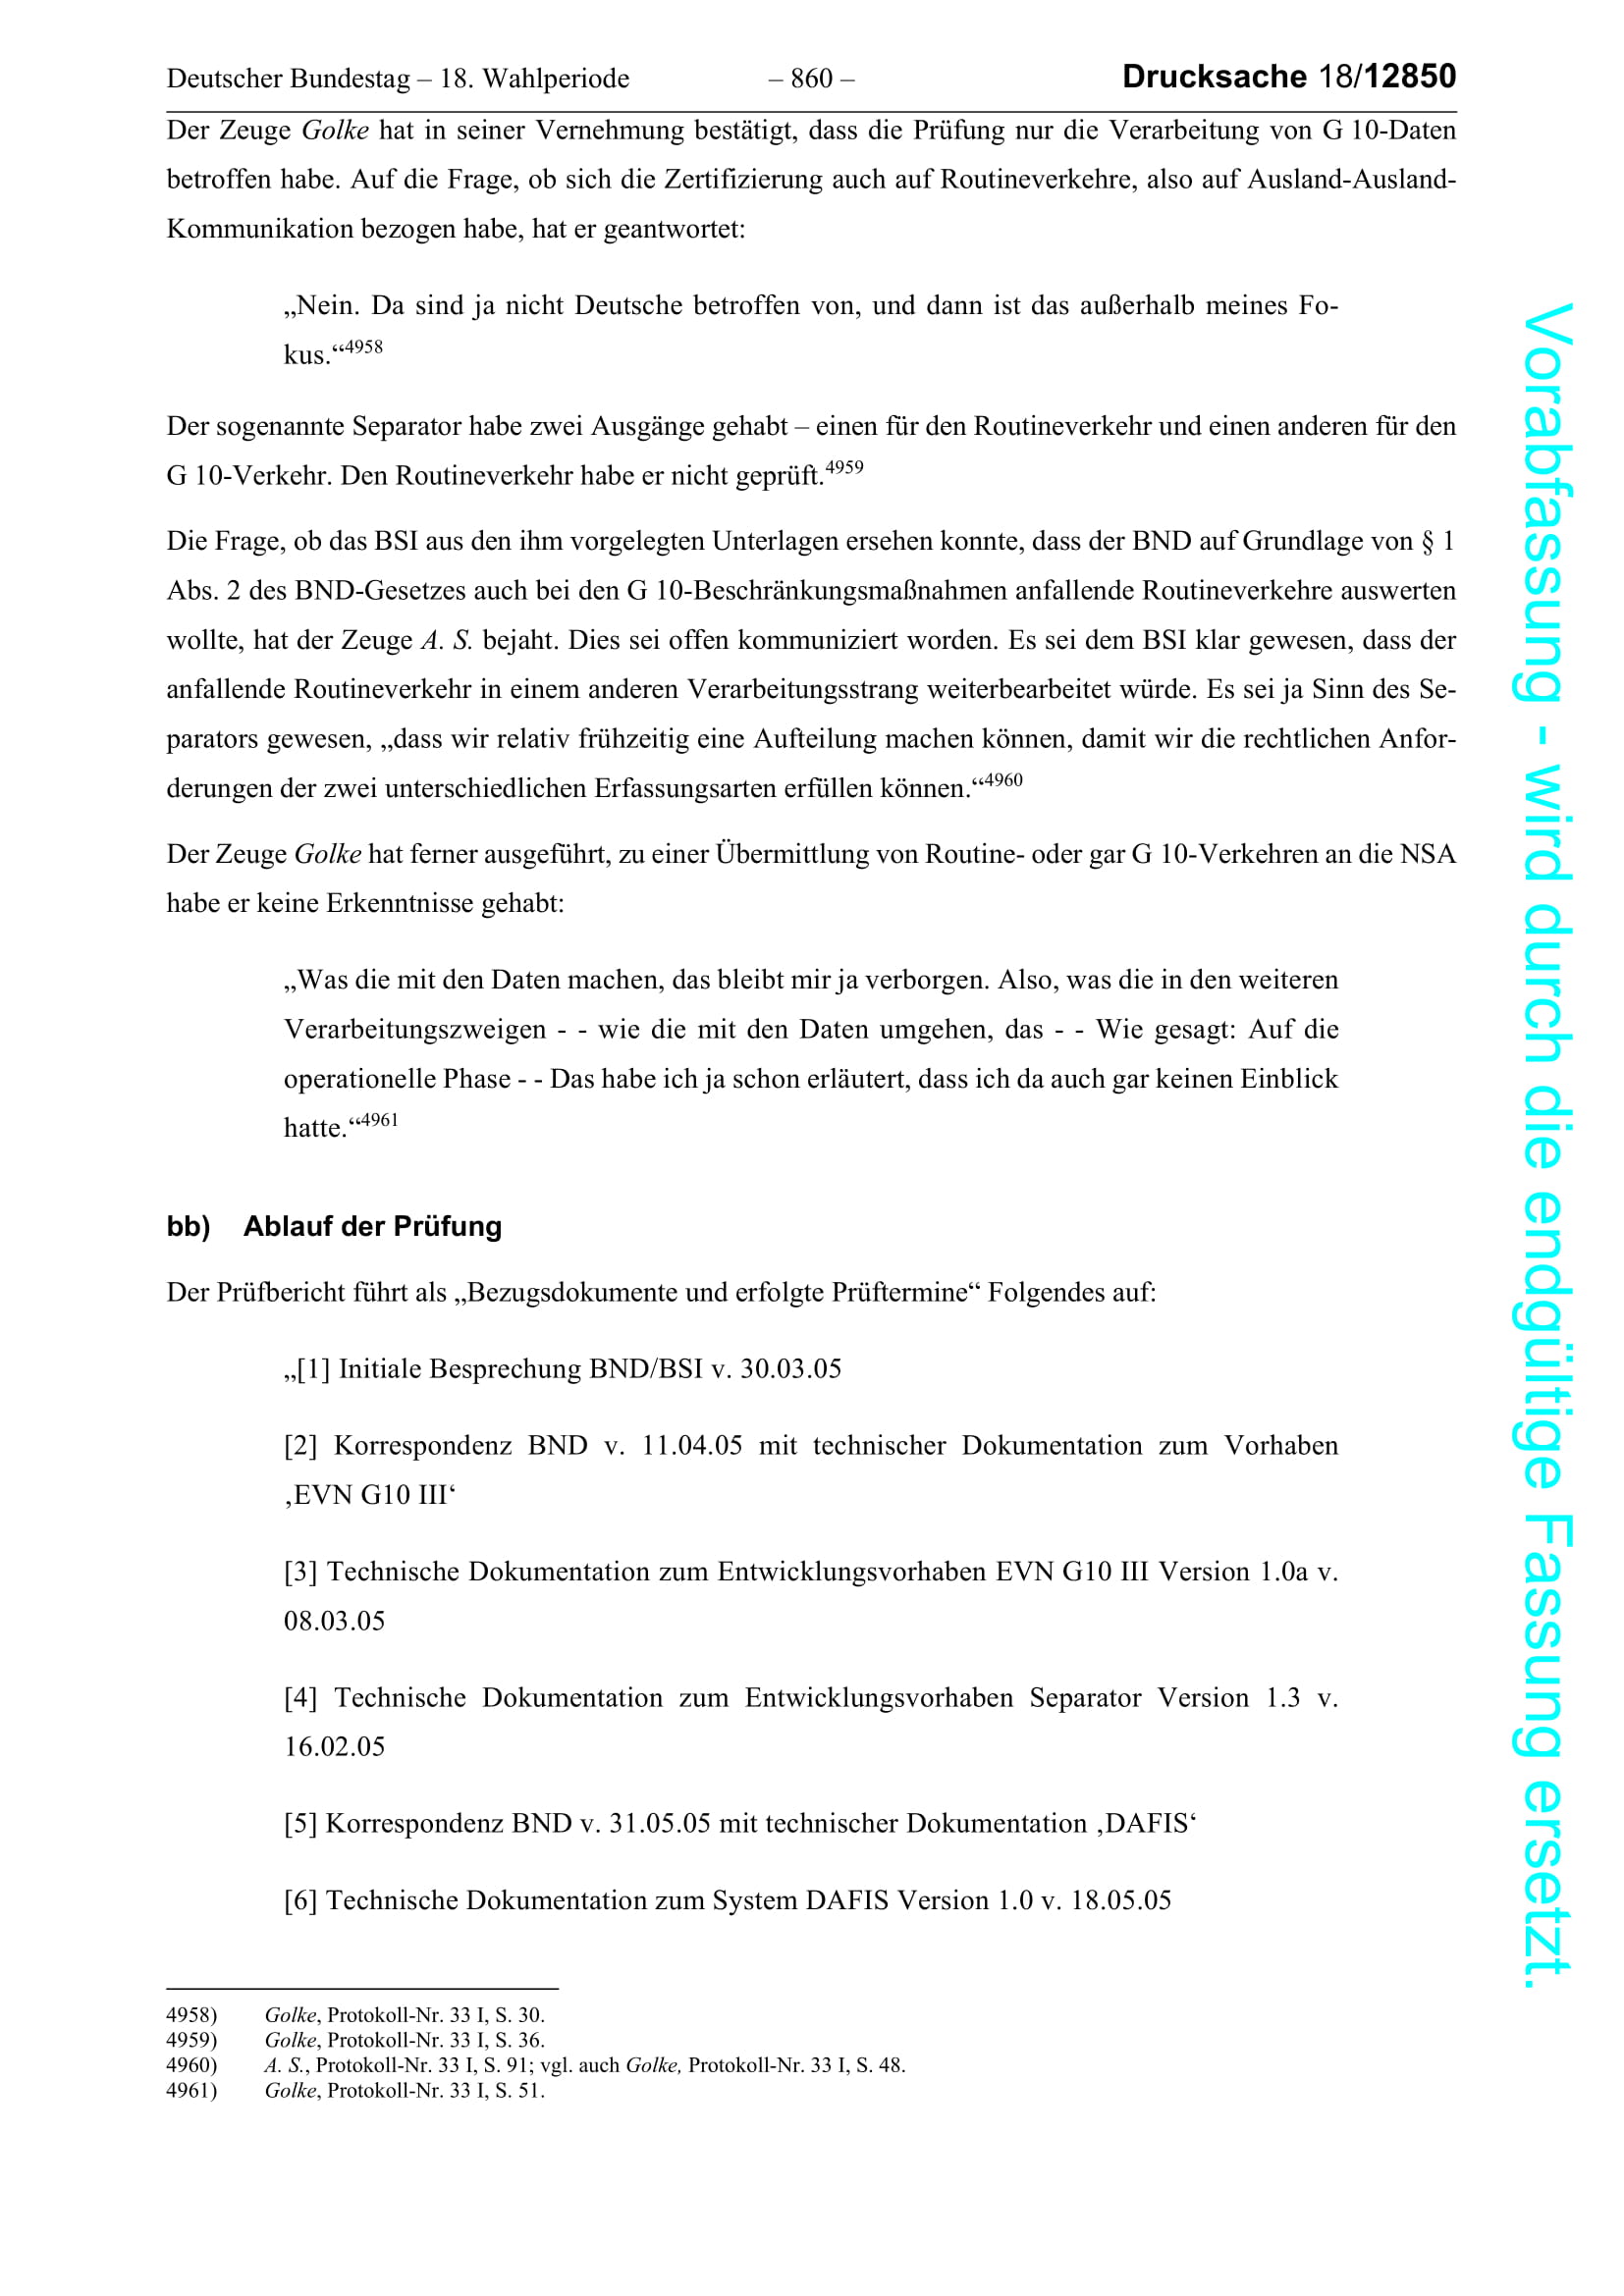 Deutscher Bundestag – 18. Wahlperiode – 860 – Drucksache 18/12850
Der Zeuge Golke hat in seiner Vernehmung bestätigt, dass die Prüfung nur die Verarbeitung von G 10-Daten
betroffen habe. Auf die Frage, ob sich die Zertifizierung auch auf Routineverkehre, also auf Ausland-Ausland-
Kommunikation bezogen habe, hat er geantwortet:
„Nein. Da sind ja nicht Deutsche betroffen von, und dann ist das außerhalb meines Fo-
kus.“4958
Der sogenannte Separator habe zwei Ausgänge gehabt – einen für den Routineverkehr und einen anderen für den
G 10-Verkehr. Den Routineverkehr habe er nicht geprüft.4959
Die Frage, ob das BSI aus den ihm vorgelegten Unterlagen ersehen konnte, dass der BND auf Grundlage von § 1
Abs. 2 des BND-Gesetzes auch bei den G 10-Beschränkungsmaßnahmen anfallende Routineverkehre auswerten
wollte, hat der Zeuge A. S. bejaht. Dies sei offen kommuniziert worden. Es sei dem BSI klar gewesen, dass der
anfallende Routineverkehr in einem anderen Verarbeitungsstrang weiterbearbeitet würde. Es sei ja Sinn des Se-
parators gewesen, „dass wir relativ frühzeitig eine Aufteilung machen können, damit wir die rechtlichen Anfor-
derungen der zwei unterschiedlichen Erfassungsarten erfüllen können.“4960
Der Zeuge Golke hat ferner ausgeführt, zu einer Übermittlung von Routine- oder gar G 10-Verkehren an die NSA
habe er keine Erkenntnisse gehabt:
„Was die mit den Daten machen, das bleibt mir ja verborgen. Also, was die in den weiteren
Verarbeitungszweigen - - wie die mit den Daten umgehen, das - - Wie gesagt: Auf die
operationelle Phase - - Das habe ich ja schon erläutert, dass ich da auch gar keinen Einblick
hatte.“4961
bb) Ablauf der Prüfung
Der Prüfbericht führt als „Bezugsdokumente und erfolgte Prüftermine“ Folgendes auf:
„[1] Initiale Besprechung BND/BSI v. 30.03.05
[2] Korrespondenz BND v. 11.04.05 mit technischer Dokumentation zum Vorhaben
‚EVN G10 III‘
[3] Technische Dokumentation zum Entwicklungsvorhaben EVN G10 III Version 1.0a v.
08.03.05
[4] Technische Dokumentation zum Entwicklungsvorhaben Separator Version 1.3 v.
16.02.05
[5] Korrespondenz BND v. 31.05.05 mit technischer Dokumentation ‚DAFIS‘
[6] Technische Dokumentation zum System DAFIS Version 1.0 v. 18.05.05
4958) Golke, Protokoll-Nr. 33 I, S. 30.
4959) Golke, Protokoll-Nr. 33 I, S. 36.
4960) A. S., Protokoll-Nr. 33 I, S. 91; vgl. auch Golke, Protokoll-Nr. 33 I, S. 48.
4961) Golke, Protokoll-Nr. 33 I, S. 51.
Vorabfassung - wird durch die endgültige Fassung ersetzt.